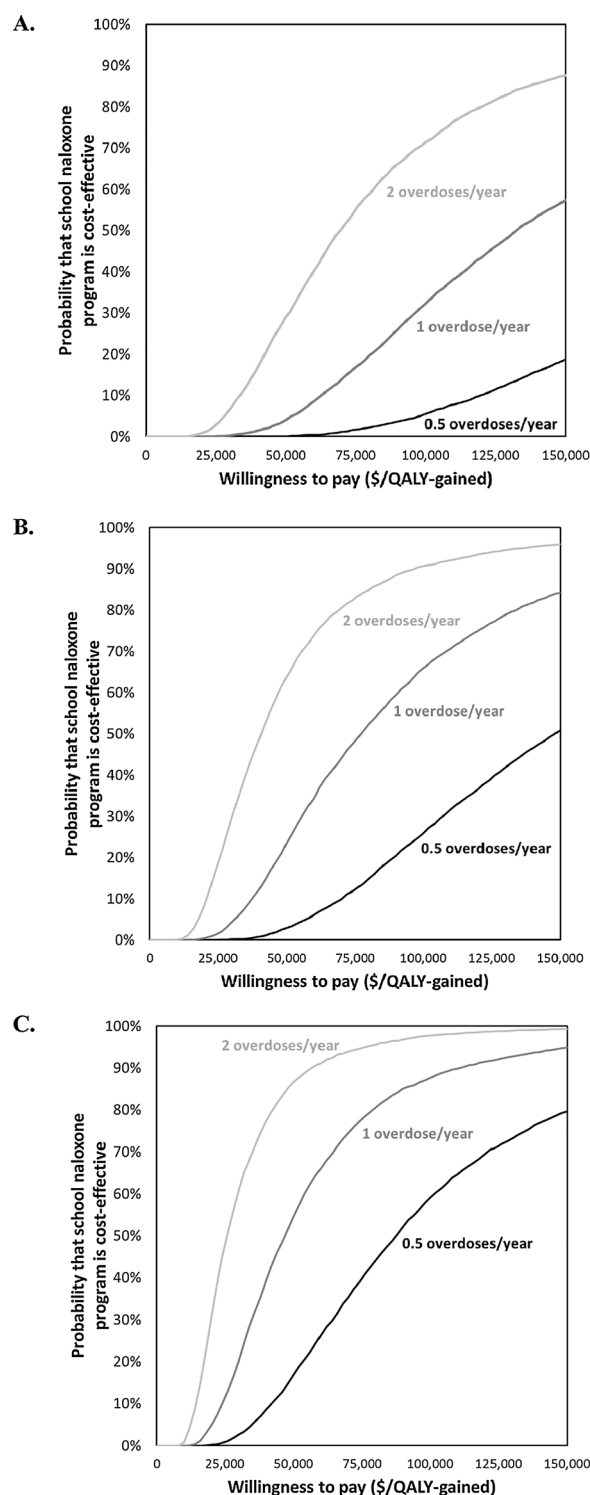 A.
100%
90%
80%
70%
60%
50%
40%
30%
20%
10%
0%
Probability that school naloxone
program is cost-effective
2 overdoses/year
1 overdose/year
0.5 overdoses/year
0 25,000 50,000 75,000 100,000 125,000 150,000
Willingness to pay ($/QALY-gained)
B.
100%
90%
80%
70%
60%
50%
40%
30%
20%
10%
0%
Probability that school naloxone
program is cost-effective
2 overdoses/year
1 overdose/year
0.5 overdoses/year
0 25,000 50,000 75,000 100,000 125,000 150,000
Willingness to pay ($/QALY-gained)
C.
100%
90%
80%
70%
60%
50%
40%
30%
20%
10%
0%
Probability that school naloxone
program is cost-effective
2 overdoses/year
1 overdose/year
0.5 overdoses/year
0 25,000 50,000 75,000 100,000 125,000 150,000
Willingness to pay ($/QALY-gained)